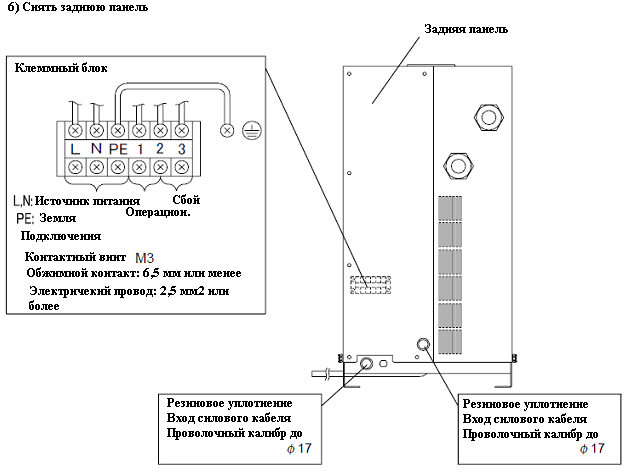 6) Снять заднюю панель
Задняя панель
Клеммный блок
L N PE 1 2 3
L,N: Источник питания
Операцион.
Сбой
PE: Земля
Подключения
Контактный винт M3
Обжимной контакт: 6,5 мм или менее
Электричекий провод: 2,5 мм2 или
более
Резиновое уплотнение
Вход силового кабеля
Проволочный калибр до
ϕ 17
Резиновое уплотнение
Вход силового кабеля
Проволочный калибр до
ϕ 17